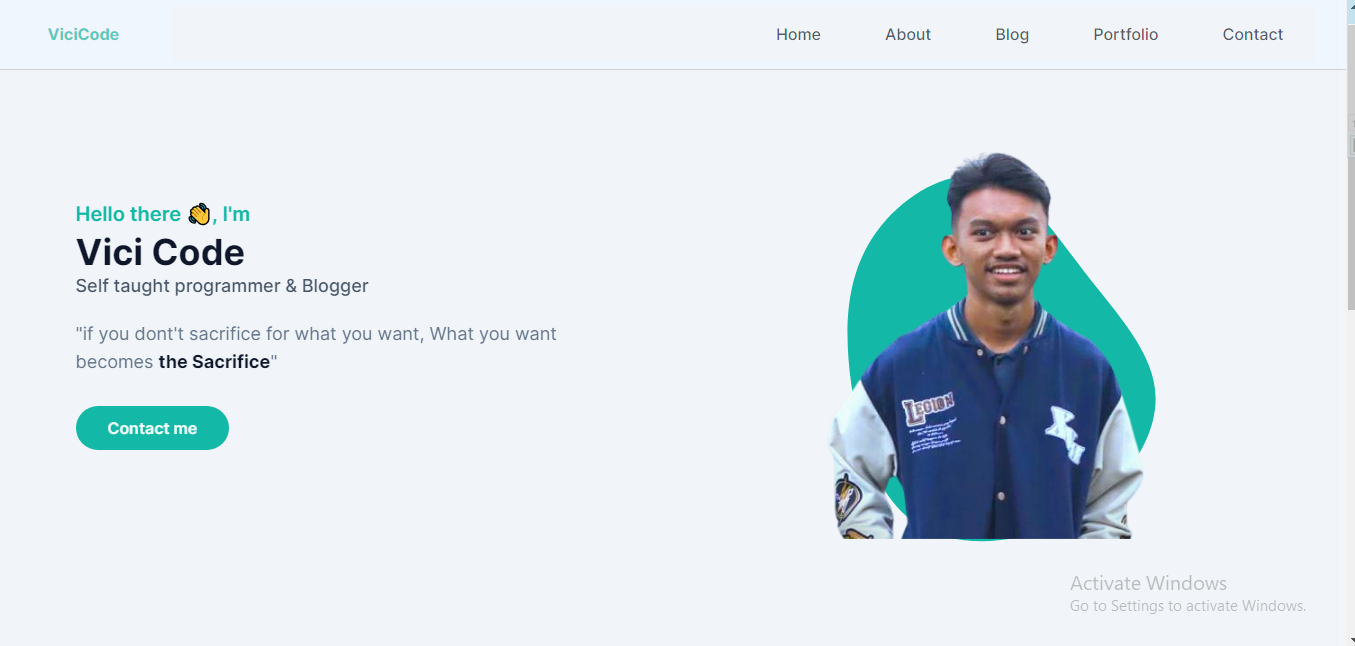 ViciCode
Home About Blog Portfolio Contact
Hello there 👋, I'm
Vici Code
Self taught programmer & Blogger
"if you dont't sacrifice for what you want, What you want
becomes the Sacrifice"
Contact me
LEGION
Activate Windows
Go to Settings to activate Windows.